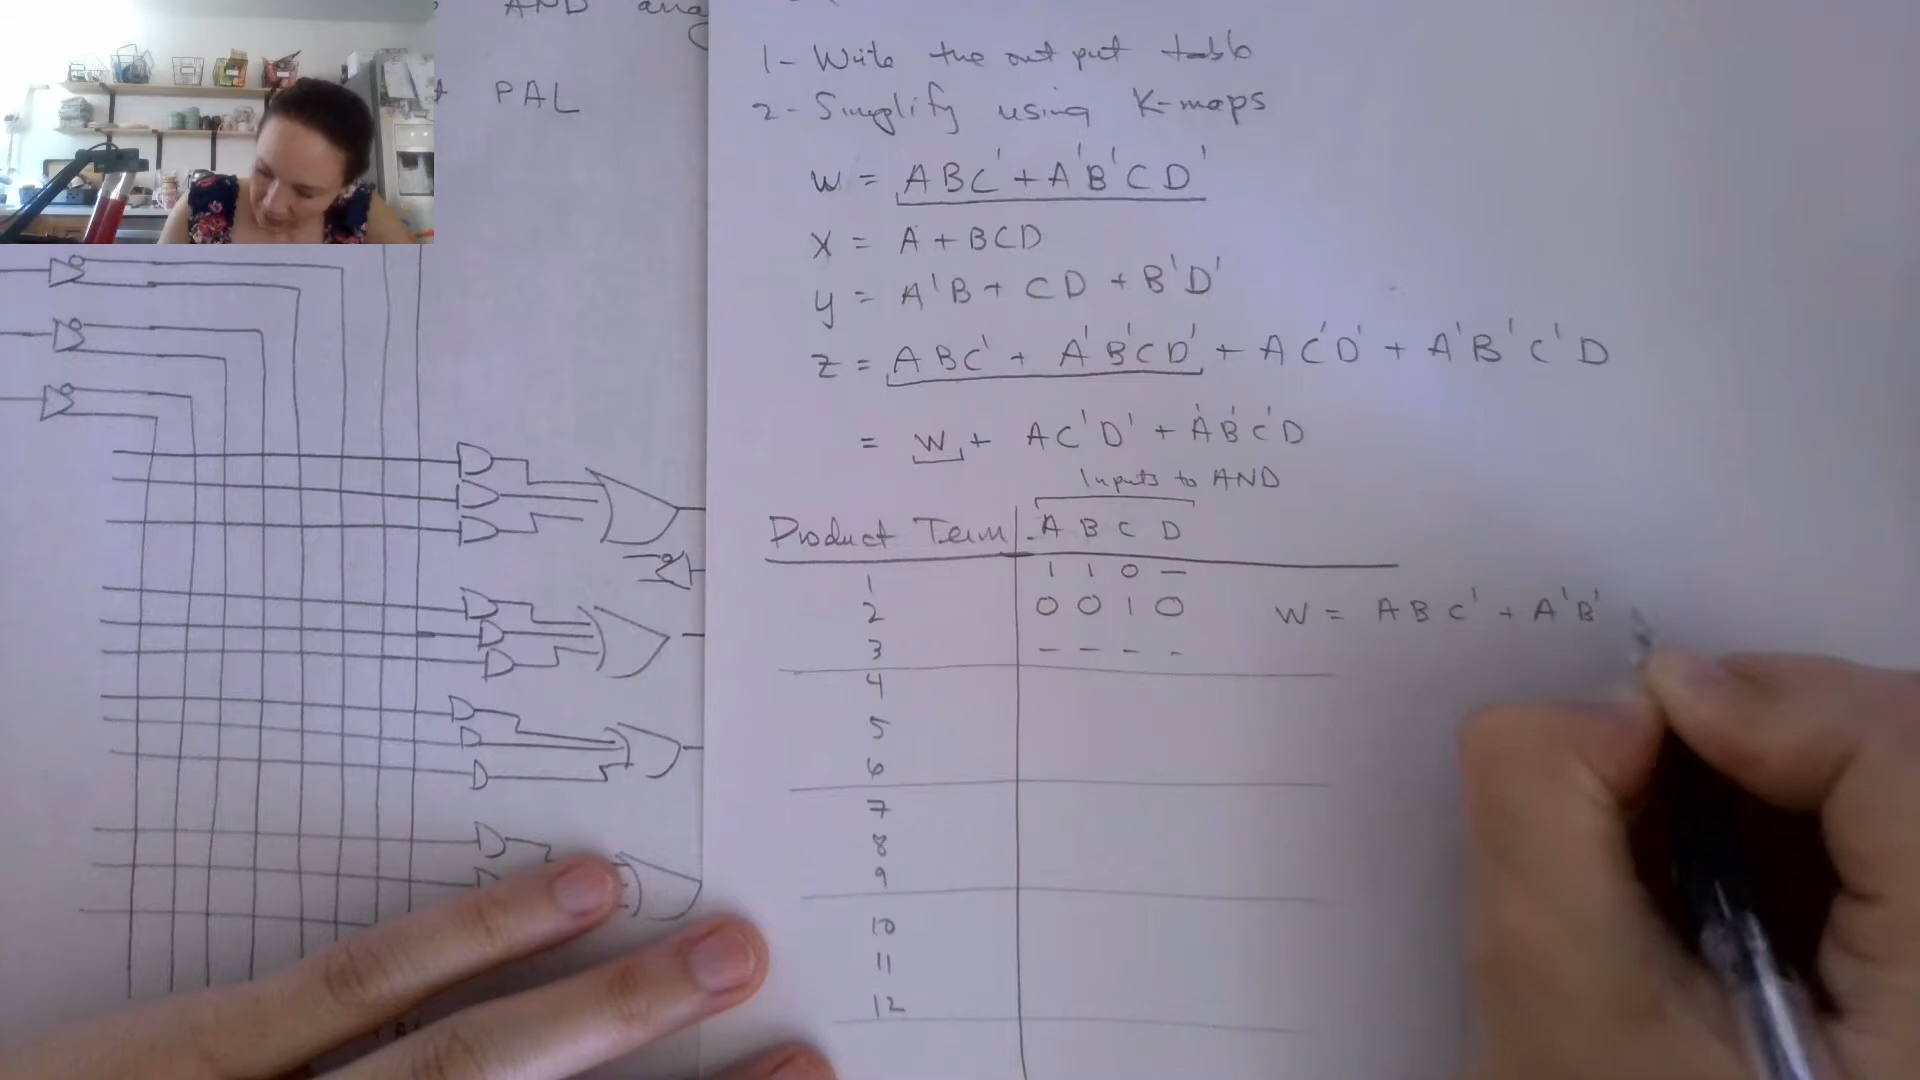 AND
PAL
1- Write the output table
2- Simplify using K-maps
W = ABC' + A'B'CD'
X = A + BCD
y = A'B + CD + B'D'
Z = ABC' + A'B'CD' + AC'D' + A'B'C'D
= W + AC'D' + A'B'C'D
Inputs to AND
Product Term A B C D
1 1 1 0 —
2 0 0 1 0 W = ABC' + A'B'
3 - - - -
4
5
6
7
8
9
10
11
12